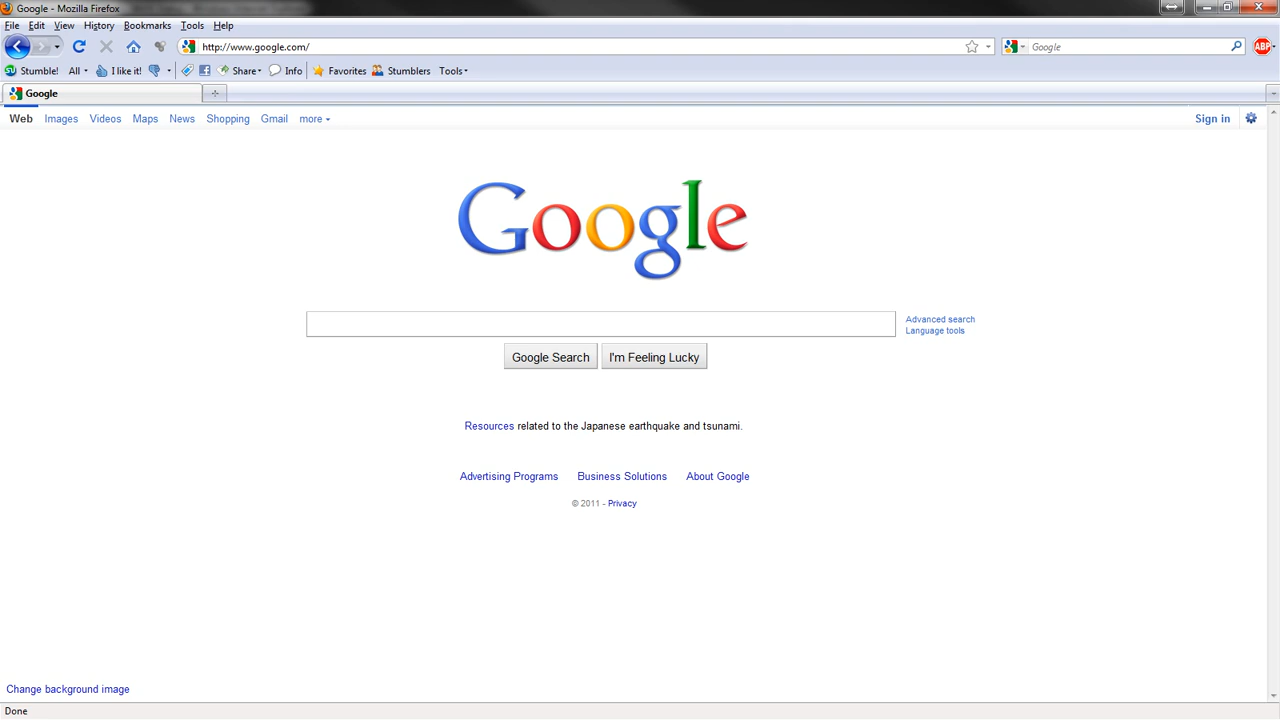 Google - Mozilla Firefox
File Edit View History Bookmarks Tools Help
http://www.google.com/ Google ABP
Stumble! All I like it! Share Info Favorites Stumblers Tools
Google
Web Images Videos Maps News Shopping Gmail more Sign in
Google
Advanced search
Language tools
Google Search I'm Feeling Lucky
Resources related to the Japanese earthquake and tsunami.
Advertising Programs Business Solutions About Google
© 2011 - Privacy
Change background image
Done